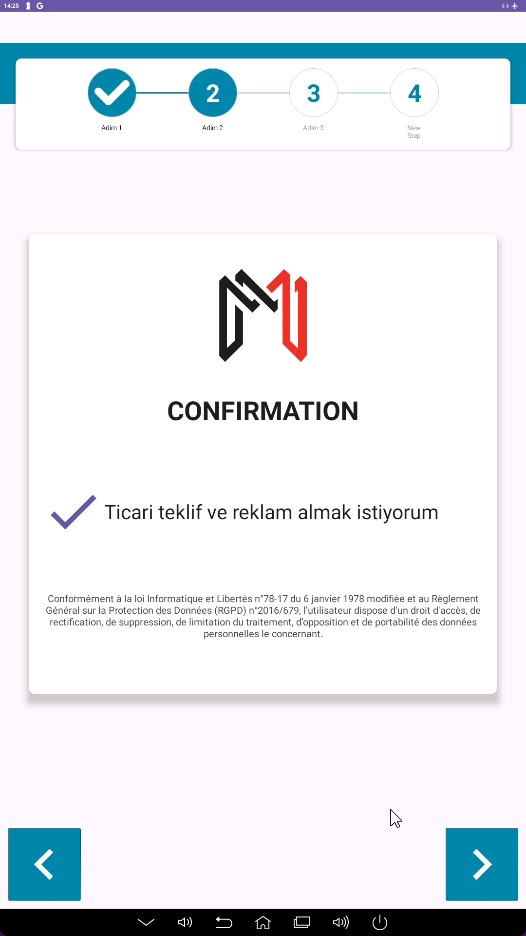 14:25
2
3
4
Adim 1
Adim 2
Adim 3
New
Step
CONFIRMATION
Ticari teklif ve reklam almak istiyorum
Conformément à la loi Informatique et Libertés n°78-17 du 6 janvier 1978 modifiée et au Règlement
Général sur la Protection des Données (RGPD) n°2016/679, l'utilisateur dispose d'un droit d'accès, de
rectification, de suppression, de limitation du traitement, d'opposition et de portabilité des données
personnelles le concernant.